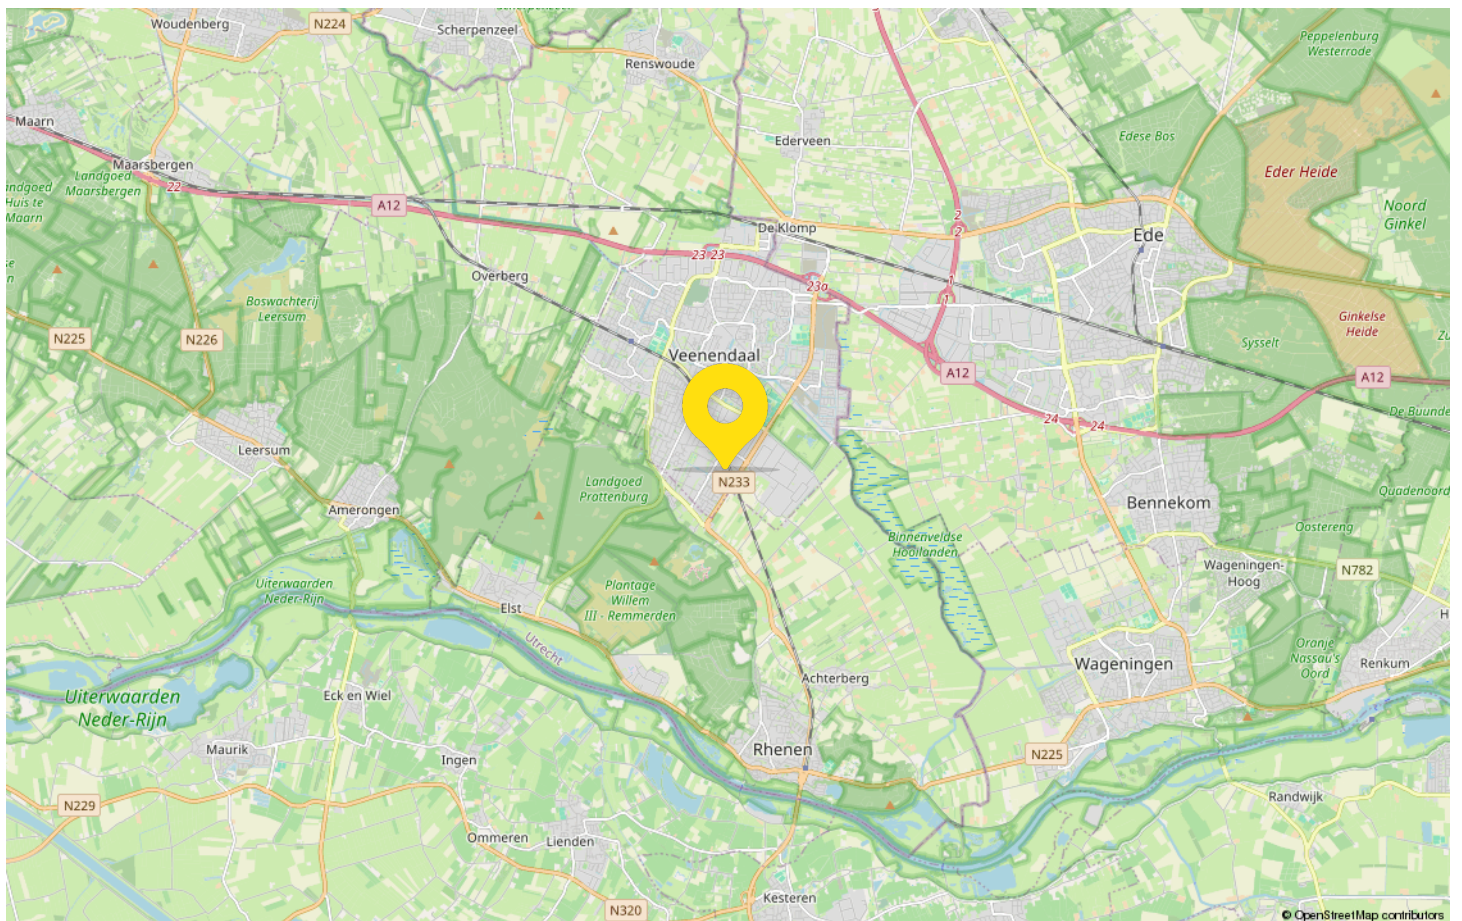 Woudenberg
N224
Scherpenzeel
Renswoude
Peppelenburg
Westerrode
Maarn
Ederveen
Edese Bos
Maarsbergen
Landgoed
Maarsbergen
22
A12
Eder Heide
Landgoed
Huis te
Maarn
2
2
Noord
Ginkel
De Klomp
Ede
23 23
Overberg
23a
1
1
Boswachterij
Leersum
Ginkelse
Heide
N225
N226
Sysselt
Veenendaal
A12
A12
De Buunde
24
24
Leersum
N233
Landgoed
Prattenburg
Quadenoord
Amerongen
Bennekom
Oostereng
Binnenveldse
Hooilanden
Wageningen-
Hoog
N782
Uiterwaarden
Neder-Rijn
Plantage
Willem
III - Remmerden
Elst
Utrecht
Oranje
Nassau's
Oord
Renkum
Wageningen
Achterberg
Uiterwaarden
Neder-Rijn
Eck en Wiel
Maurik
Ingen
Rhenen
N225
N229
Randwijk
Ommeren
Lienden
Kesteren
N320
© OpenStreetMap contributors